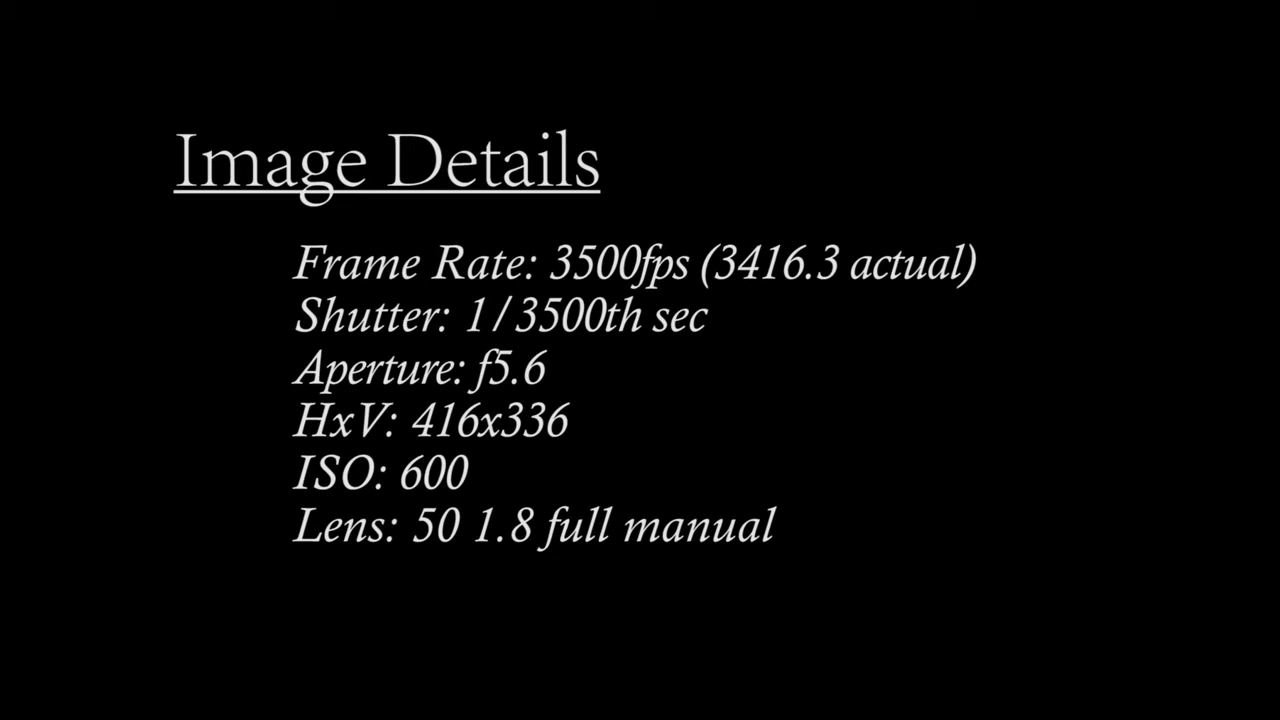 Image Details
Frame Rate: 3500fps (3416.3 actual)
Shutter: 1/3500th sec
Aperture: f5.6
HxV: 416x336
ISO: 600
Lens: 50 1.8 full manual